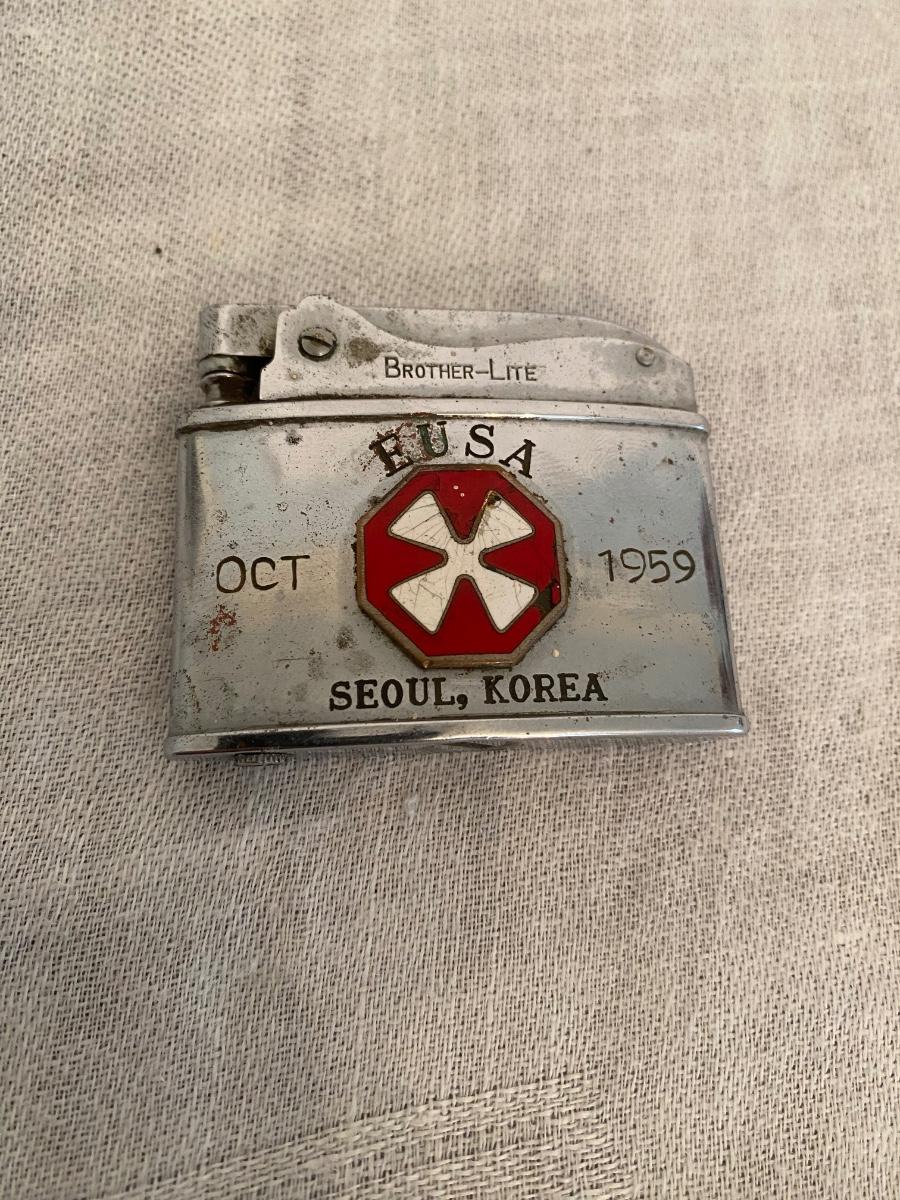 BROTHER-LITE
EUSA
OCT 1959
SEOUL, KOREA